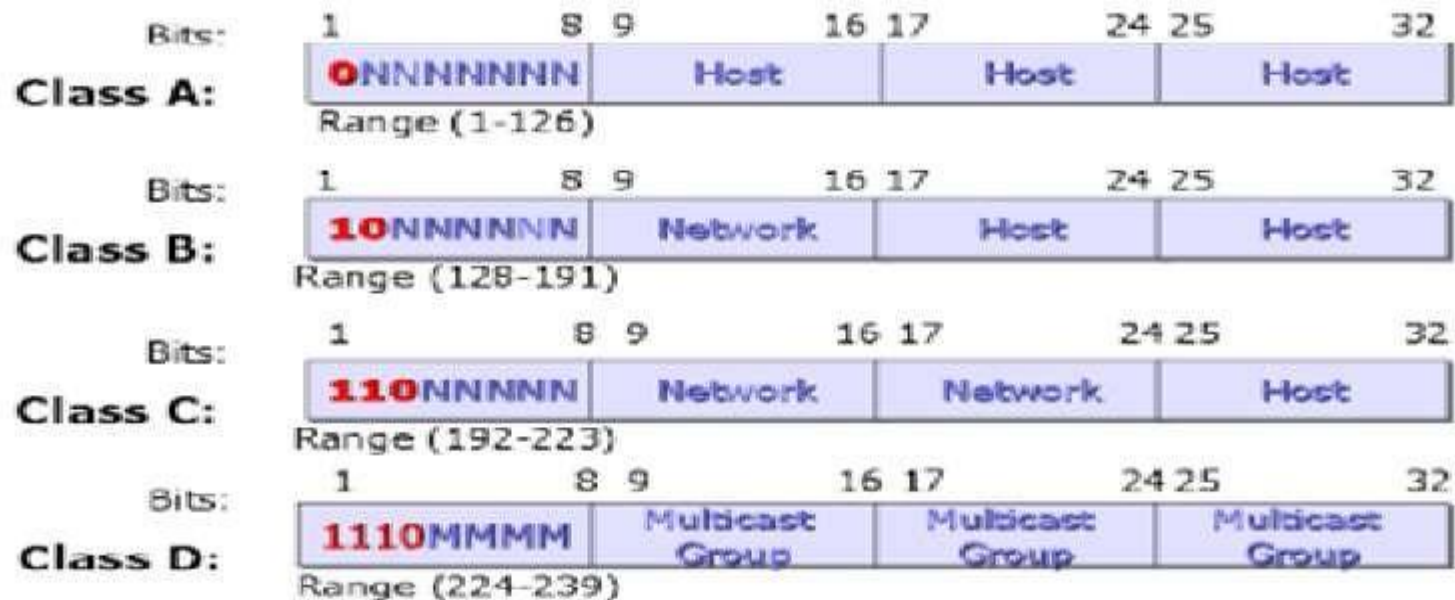 Bits: 1 8 9 16 17 24 25 32
Class A: 0NNNNNNN Host Host Host
Range (1-126)
Bits: 1 8 9 16 17 24 25 32
Class B: 10NNNNNN Network Host Host
Range (128-191)
Bits: 1 8 9 16 17 24 25 32
Class C: 110NNNNN Network Network Host
Range (192-223)
Bits: 1 8 9 16 17 24 25 32
Class D: 1110MMMM Multicast Group Multicast Group Multicast Group
Range (224-239)